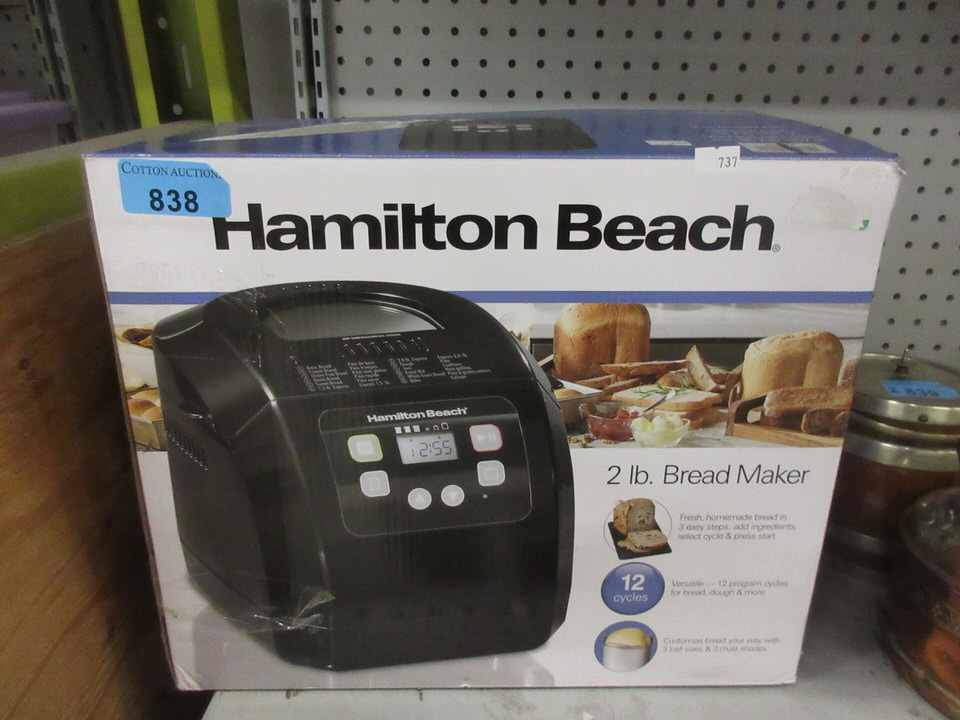 737
COTTON AUCTION
838
Hamilton Beach®
Hamilton Beach®
12:55
839
2 lb. Bread Maker
Fresh, homemade bread in
3 easy steps: add ingredients,
select cycle & press start
12
cycles
Versatile — 12 program cycles
for bread, dough & more
Customize bread your way with
3 loaf sizes & 3 crust shades